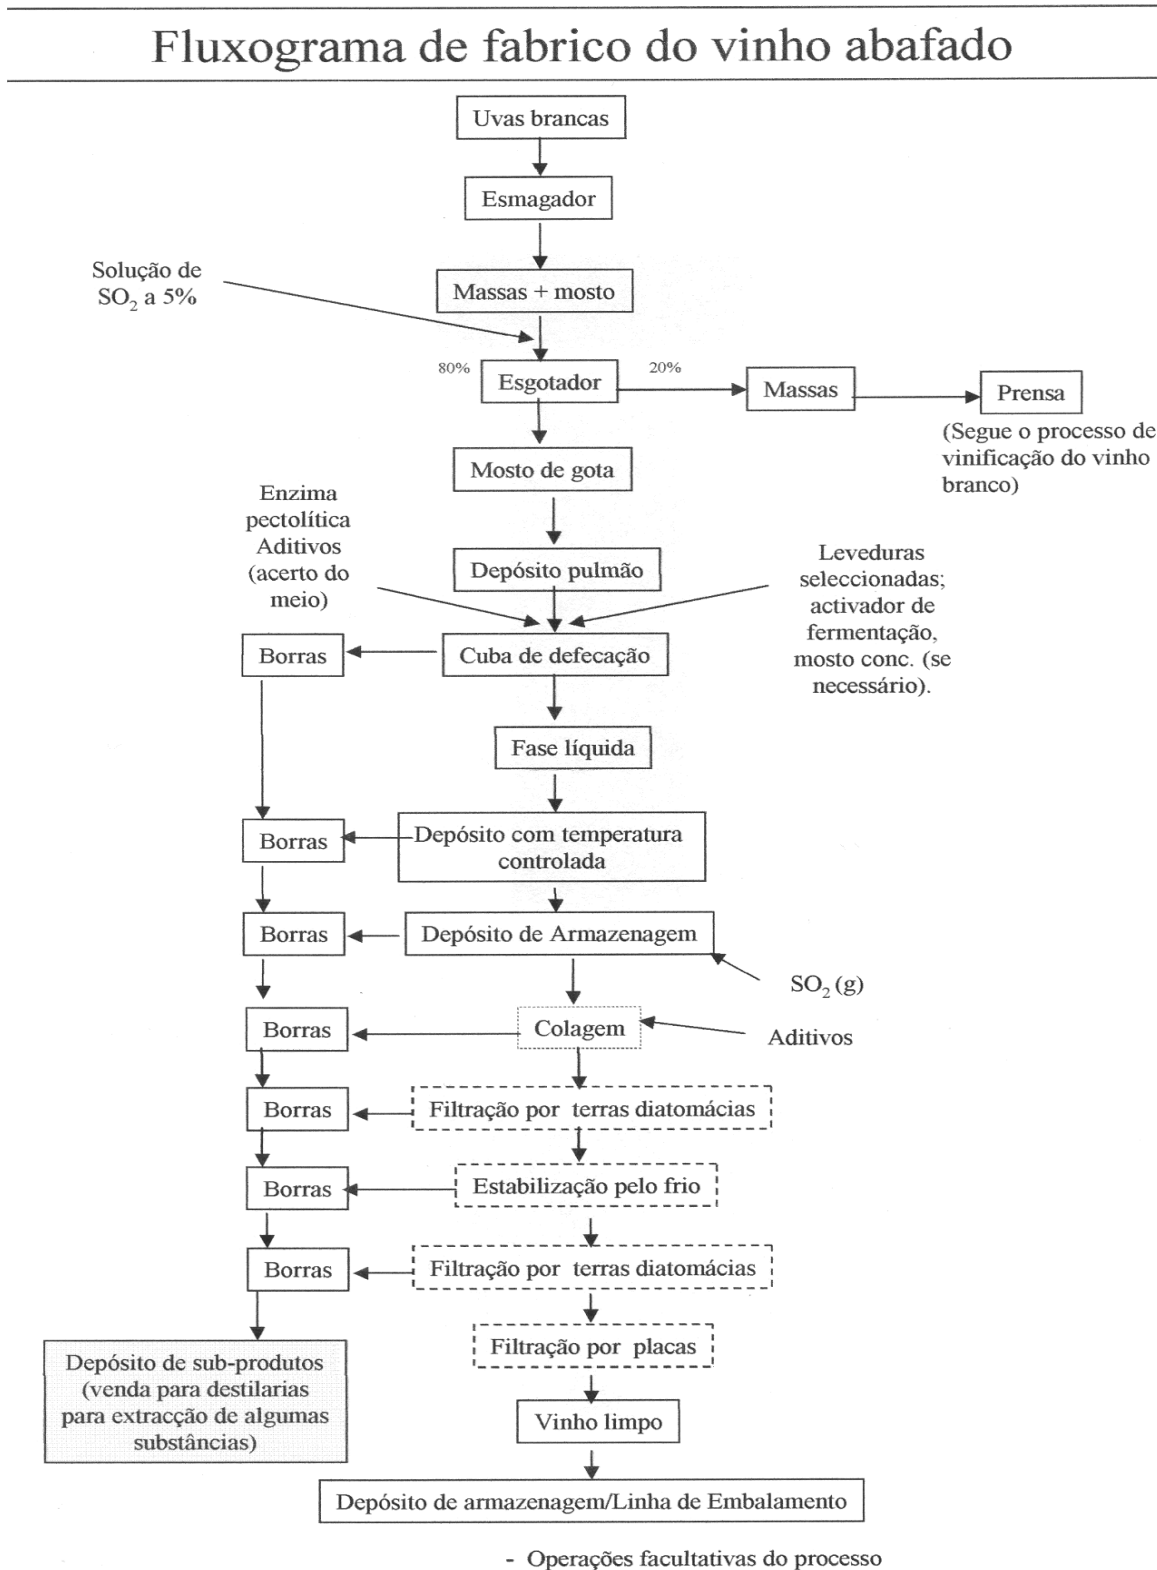 Fluxograma de fabrico do vinho abafado
Uvas brancas
Esmagador
Solução de
SO₂ a 5%
Massas + mosto
80%
Esgotador
20%
Massas
Prensa
(Segue o processo de
vinificação do vinho
branco)
Mosto de gota
Enzima
pectolítica
Aditivos
(acerto do
meio)
Depósito pulmão
Leveduras
seleccionadas;
activador de
fermentação,
mosto conc. (se
necessário).
Borras
Cuba de defecação
Fase líquida
Borras
Depósito com temperatura
controlada
Borras
Depósito de Armazenagem
SO₂ (g)
Borras
Colagem
Aditivos
Borras
Filtração por terras diatomácias
Borras
Estabilização pelo frio
Borras
Filtração por terras diatomácias
Filtração por placas
Depósito de sub-produtos
(venda para destilarias
para extracção de algumas
substâncias)
Vinho limpo
Depósito de armazenagem/Linha de Embalamento
- Operações facultativas do processo